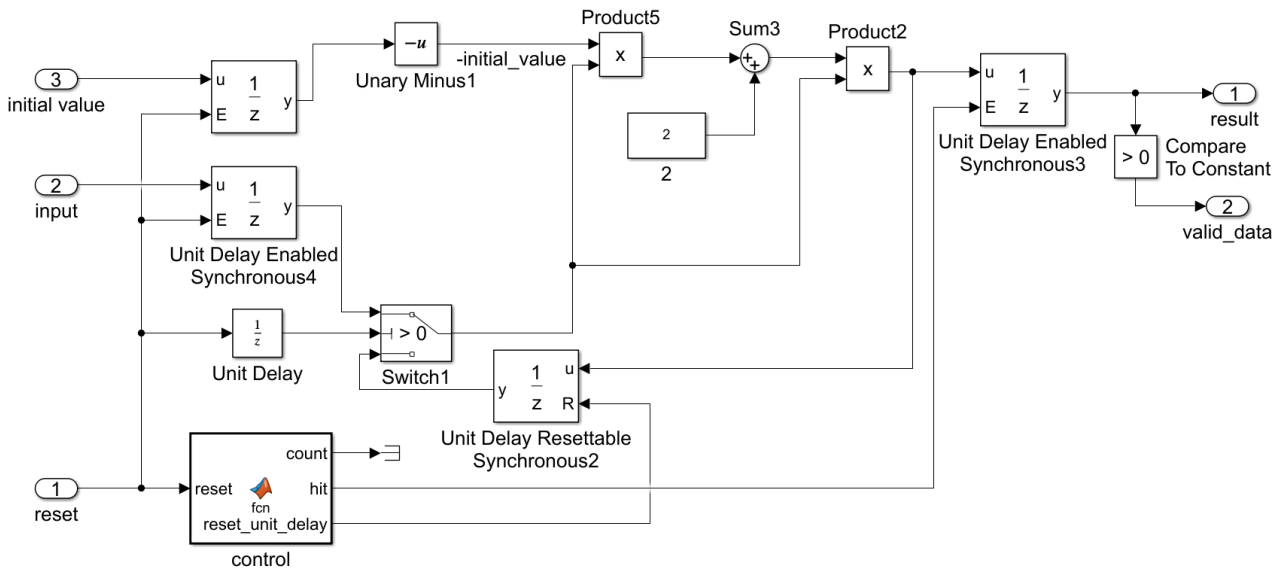 3
initial value
u
E
1
z
y
-u
Unary Minus1
-initial_value
Product5
x
Sum3
+
+
2
2
Product2
x
u
E
1
z
y
Unit Delay Enabled
Synchronous3
1
result
> 0
Compare
To Constant
2
valid_data
2
input
u
E
1
z
y
Unit Delay Enabled
Synchronous4
1
z
Unit Delay
> 0
Switch1
y
1
z
u
R
Unit Delay Resettable
Synchronous2
1
reset
reset
fcn
count
hit
reset_unit_delay
control